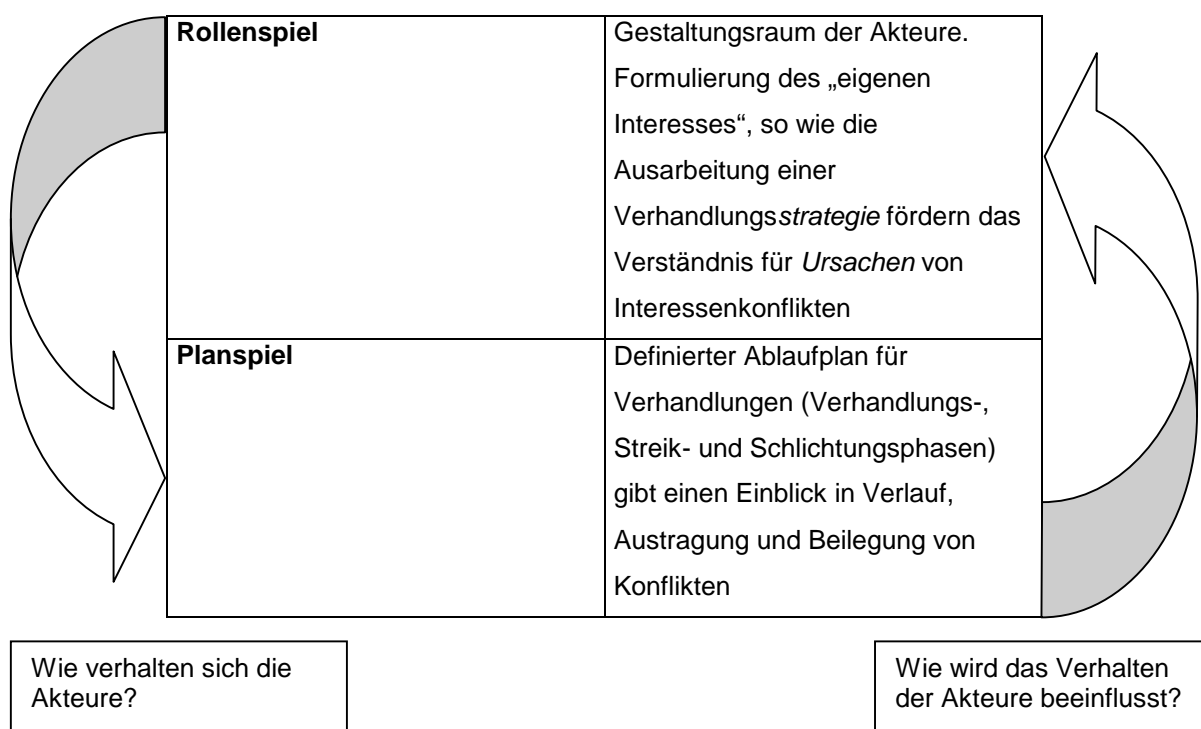 Rollenspiel
Gestaltungsraum der Akteure.
Formulierung des „eigenen
Interesses“, so wie die
Ausarbeitung einer
Verhandlungsstrategie fördern das
Verständnis für Ursachen von
Interessenkonflikten
Planspiel
Definierter Ablaufplan für
Verhandlungen (Verhandlungs-,
Streik- und Schlichtungsphasen)
gibt einen Einblick in Verlauf,
Austragung und Beilegung von
Konflikten
Wie verhalten sich die
Akteure?
Wie wird das Verhalten
der Akteure beeinflusst?